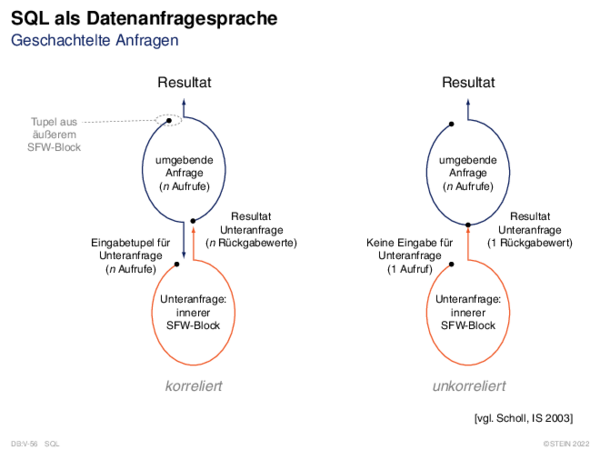 SQL als Datenanfragesprache
Geschachtelte Anfragen
Resultat
Tupel aus
äußerem
SFW-Block
umgebende
Anfrage
(n Aufrufe)
Eingabetupel für
Unteranfrage
(n Aufrufe)
Resultat
Unteranfrage
(n Rückgabewerte)
Unteranfrage:
innerer
SFW-Block
korreliert
Resultat
umgebende
Anfrage
(n Aufrufe)
Keine Eingabe für
Unteranfrage
(1 Aufruf)
Resultat
Unteranfrage
(1 Rückgabewert)
Unteranfrage:
innerer
SFW-Block
unkorreliert
[vgl. Scholl, IS 2003]
DB:V-56 SQL
©STEIN 2022